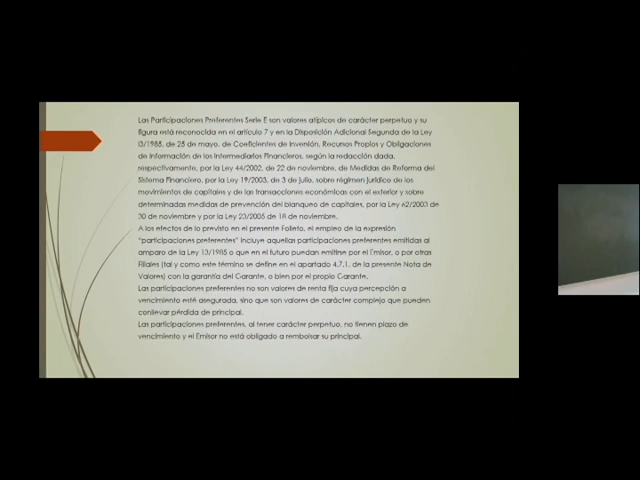 Las Participaciones Preferentes Serie E son valores atípicos de carácter perpetuo y su
figura está reconocida en el artículo 7 y en la Disposición Adicional Segunda de la Ley
13/1985, de 25 de mayo, de Coeficientes de Inversión, Recursos Propios y Obligaciones
de Información de los Intermediarios Financieros, según la redacción dada,
respectivamente, por la Ley 44/2002, de 22 de noviembre, de Medidas de Reforma del
Sistema Financiero, por la Ley 19/2003, de 3 de julio, sobre régimen jurídico de los
movimientos de capitales y de las transacciones económicas con el exterior y sobre
determinadas medidas de prevención del blanqueo de capitales, por la Ley 62/2003 de
30 de noviembre y por la Ley 23/2005 de 18 de noviembre.
A los efectos de lo previsto en el presente Folleto, el empleo de la expresión
"participaciones preferentes" incluye aquellas participaciones preferentes emitidas al
amparo de la Ley 13/1985 o que en el futuro puedan emitirse por el Emisor, o por otras
Filiales (tal y como este término se define en el apartado 4.7.1. de la presente Nota de
Valores) con la garantía del Garante, o bien por el propio Garante.
Las participaciones preferentes no son valores de renta fija cuya percepción a
vencimiento esté asegurada, sino que son valores de carácter complejo que pueden
conllevar pérdida de principal.
Las participaciones preferentes, al tener carácter perpetuo, no tienen plazo de
vencimiento y el Emisor no está obligado a rembolsar su principal.